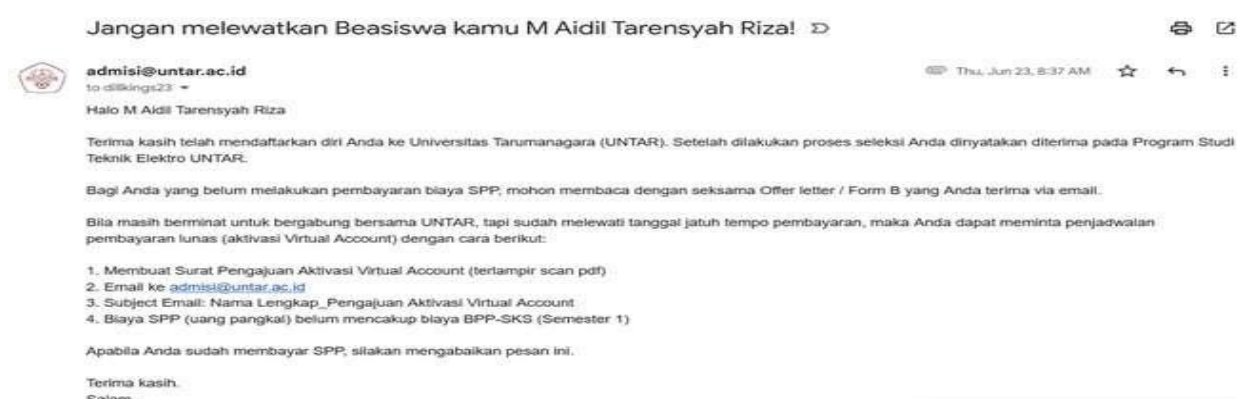 Jangan melewatkan Beasiswa kamu M Aidil Tarensyah Riza!
admisi@untar.ac.id
Thu, Jun 23, 8:37 AM
to dillkings23
Halo M Aidil Tarensyah Riza
Terima kasih telah mendaftarkan diri Anda ke Universitas Tarumanagara (UNTAR). Setelah dilakukan proses seleksi Anda dinyatakan diterima pada Program Studi
Teknik Elektro UNTAR.
Bagi Anda yang belum melakukan pembayaran biaya SPP, mohon membaca dengan seksama Offer letter / Form B yang Anda terima via email.
Bila masih berminat untuk bergabung bersama UNTAR, tapi sudah melewati tanggal jatuh tempo pembayaran, maka Anda dapat meminta penjadwalan
pembayaran lunas (aktivasi Virtual Account) dengan cara berikut:
1. Membuat Surat Pengajuan Aktivasi Virtual Account (terlampir scan pdf)
2. Email ke admisi@untar.ac.id
3. Subject Email: Nama Lengkap_Pengajuan Aktivasi Virtual Account
4. Biaya SPP (uang pangkal) belum mencakup biaya BPP-SKS (Semester 1)
Apabila Anda sudah membayar SPP, silakan mengabaikan pesan ini.
Terima kasih.
Salam